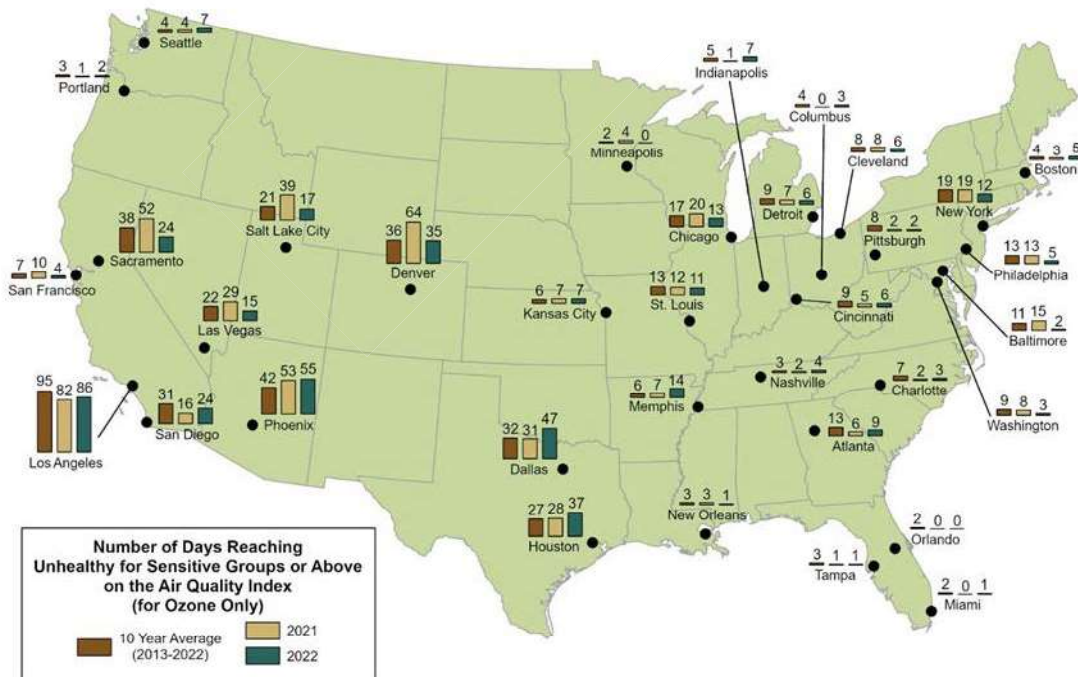 4 4 7
Seattle
3 1 2
Portland
5 1 7
Indianapolis
4 0 3
Columbus
2 4 0
Minneapolis
8 8 6
Cleveland
4 3 5
Boston
21 39 17
Salt Lake City
38 52 24
Sacramento
36 64 35
Denver
17 20 13
Chicago
9 7 6
Detroit
19 19 12
New York
8 2 2
Pittsburgh
13 13 5
Philadelphia
7 10 4
San Francisco
22 29 15
Las Vegas
6 7 7
Kansas City
13 12 11
St. Louis
9 5 6
Cincinnati
11 15 2
Baltimore
95 82 86
Los Angeles
31 16 24
San Diego
42 53 55
Phoenix
6 7 14
Memphis
3 2 4
Nashville
7 2 3
Charlotte
9 8 3
Washington
32 31 47
Dallas
13 6 9
Atlanta
27 28 37
Houston
3 3 1
New Orleans
2 0 0
Orlando
3 1 1
Tampa
2 0 1
Miami
Number of Days Reaching
Unhealthy for Sensitive Groups or Above
on the Air Quality Index
(for Ozone Only)
10 Year Average
(2013-2022)
2021
2022